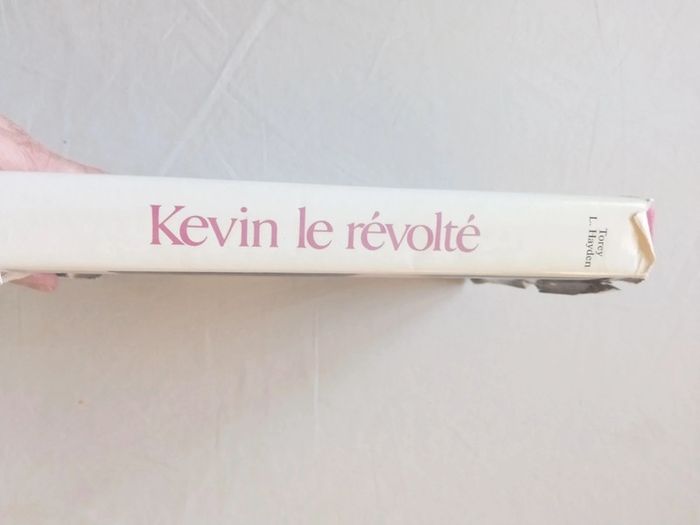 Kevin le révolté
Torey
L. Hayden